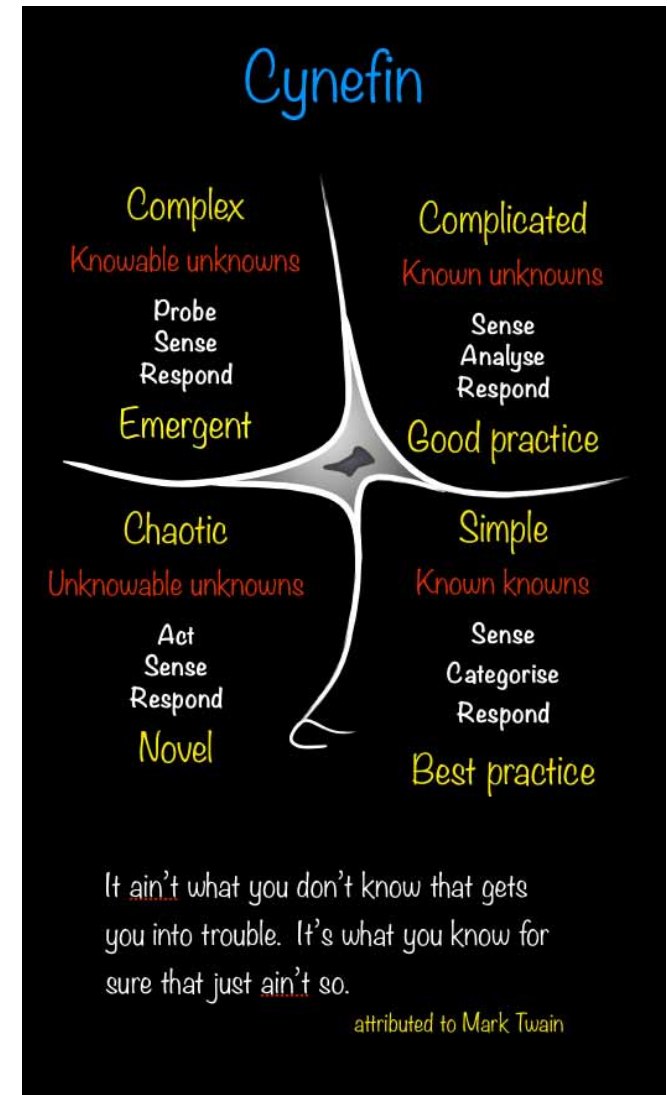 Cynefin
Complex
Knowable unknowns
Probe
Sense
Respond
Emergent
Complicated
Known unknowns
Sense
Analyse
Respond
Good practice
Chaotic
Unknowable unknowns
Act
Sense
Respond
Novel
Simple
Known knowns
Sense
Categorise
Respond
Best practice
It ain't what you don't know that gets
you into trouble.  It's what you know for
sure that just ain't so.
attributed to Mark Twain